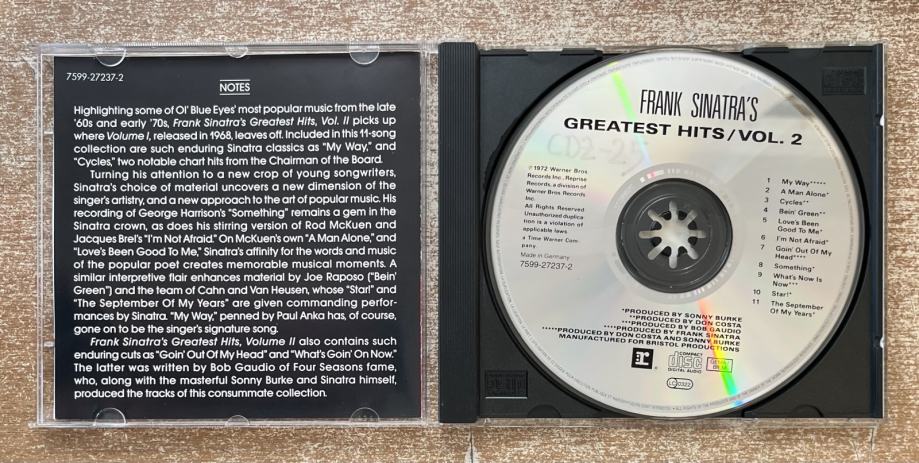 7599-27237-2
NOTES
Highlighting some of Ol' Blue Eyes' most popular music from the late
'60s and early '70s, Frank Sinatra's Greatest Hits, Vol. II picks up
where Volume I, released in 1968, leaves off. Included in this 11-song
collection are such enduring Sinatra classics as "My Way," and
"Cycles," two notable chart hits from the Chairman of the Board.
Turning his attention to a new crop of young songwriters,
Sinatra's choice of material uncovers a new dimension of the
singer's artistry, and a new approach to the art of popular music. His
recording of George Harrison's "Something" remains a gem in the
Sinatra crown, as does his stirring version of Rod McKuen and
Jacques Brel's "I'm Not Afraid." On McKuen's own "A Man Alone," and
"Love's Been Good To Me," Sinatra's affinity for the words and music
of the popular poet creates memorable musical moments. A
similar interpretive flair enhances material by Joe Raposo ("Bein'
Green") and the team of Cahn and Van Heusen, whose "Star!" and
"The September Of My Years" are given commanding perfor-
mances by Sinatra. "My Way," penned by Paul Anka has, of course,
gone on to be the singer's signature song.
Frank Sinatra's Greatest Hits, Volume II also contains such
enduring cuts as "Goin' Out Of My Head" and "What's Goin' On Now."
The latter was written by Bob Gaudio of Four Seasons fame,
who, along with the masterful Sonny Burke and Sinatra himself,
produced the tracks of this consummate collection.
FRANK SINATRA'S
GREATEST HITS/VOL. 2
CD2-25
℗1972 Warner Bros
Records Inc., Reprise
Records, a division of
Warner Bros Records
Inc.
All Rights Reserved.
Unauthorized duplica-
tion is a violation of
applicable laws.
a Time Warner Com-
pany.
Made in Germany
7599-27237-2
1 My Way*****
2 A Man Alone*
3 Cycles**
4 Bein' Green**
5 Love's Been
Good To Me*
6 I'm Not Afraid*
7 Goin' Out Of My
Head****
8 Something*
9 What's Now Is
Now***
10 Star!*
11 The September
Of My Years*
*PRODUCED BY SONNY BURKE
**PRODUCED BY DON COSTA
***PRODUCED BY BOB GAUDIO
****PRODUCED BY FRANK SINATRA
*****PRODUCED BY DON COSTA AND SONNY BURKE
MANUFACTURED FOR BRISTOL PRODUCTIONS
r
COMPACT
disc
DIGITAL AUDIO
GEMA
BIEM
LC 0322